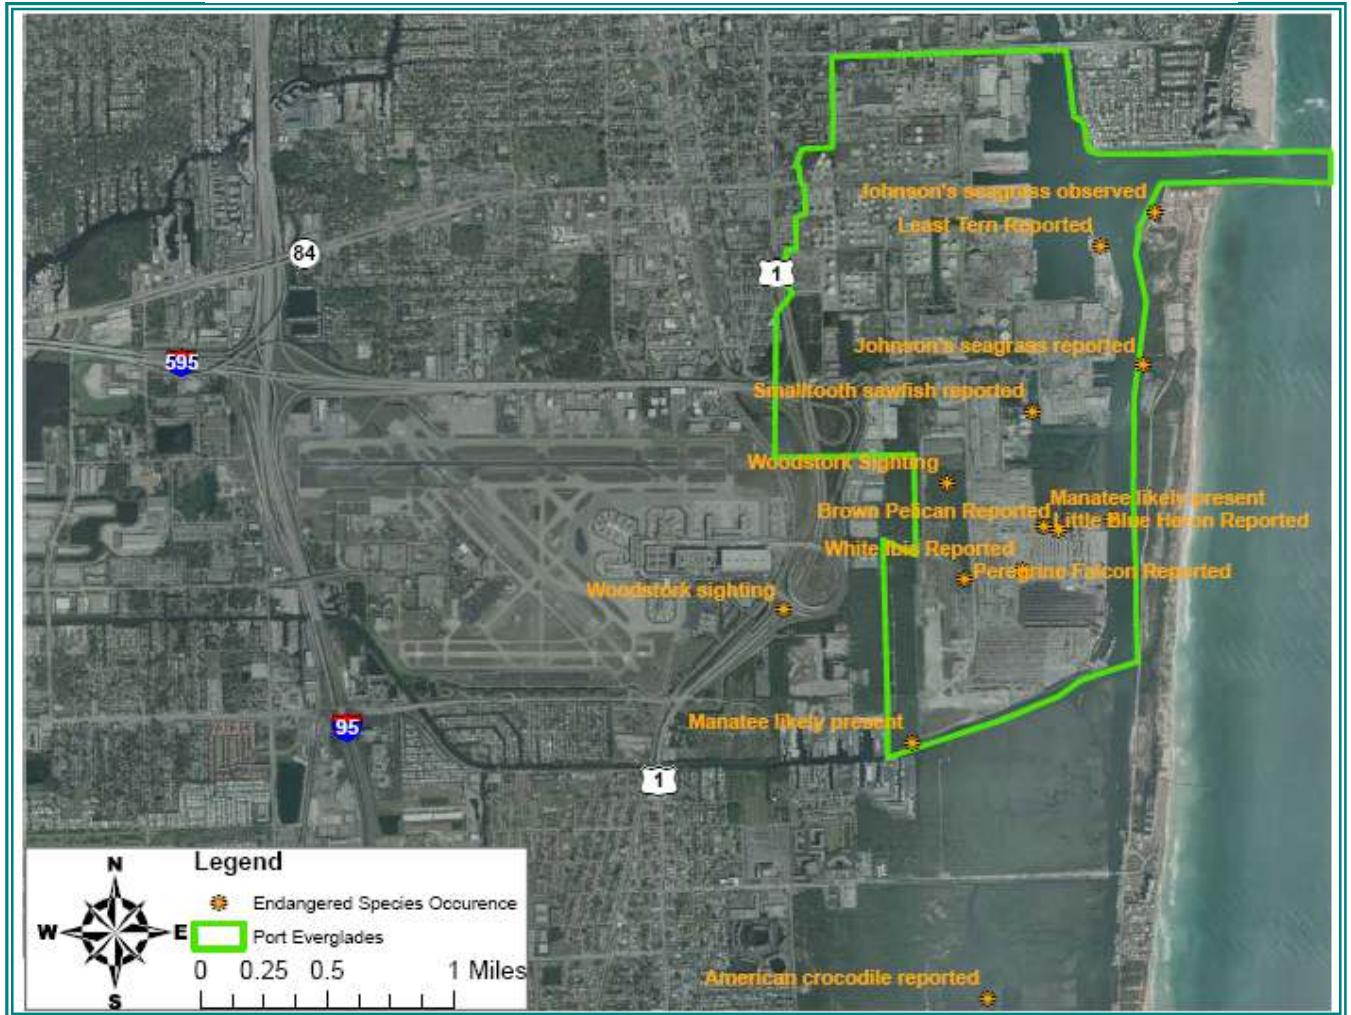 Johnson's seagrass observed
Least Tern Reported
84
1
Johnson's seagrass reported
595
Smalltooth sawfish reported
Woodstork Sighting
Manatee likely present
Brown Pelican Reported
Little Blue Heron Reported
White Ibis Reported
Peregrine Falcon Reported
Woodstork sighting
Manatee likely present
95
1
Legend
N
Endangered Species Occurence
W
E
Port Everglades
0 0.25 0.5 1 Miles
S
American crocodile reported